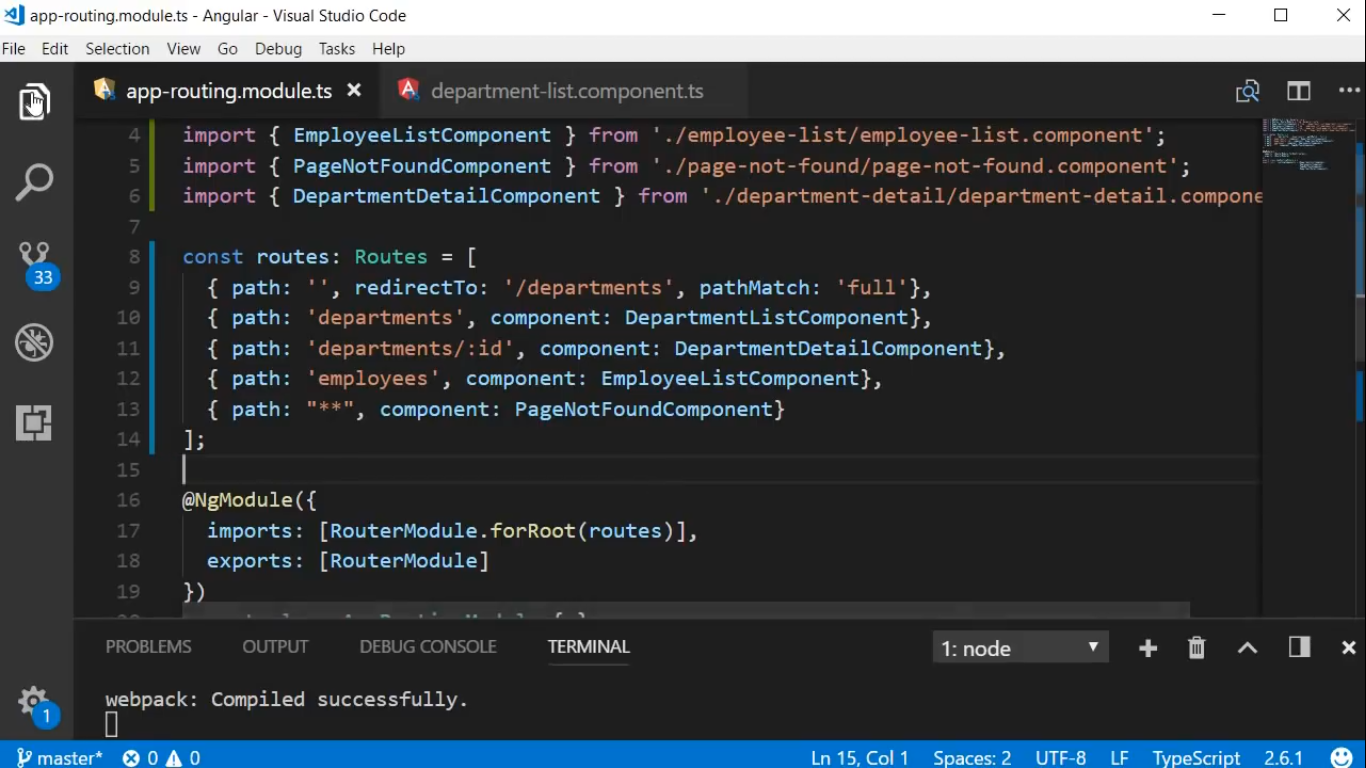 app-routing.module.ts - Angular - Visual Studio Code
File Edit Selection View Go Debug Tasks Help
app-routing.module.ts department-list.component.ts
4 import { EmployeeListComponent } from './employee-list/employee-list.component';
5 import { PageNotFoundComponent } from './page-not-found/page-not-found.component';
6 import { DepartmentDetailComponent } from './department-detail/department-detail.compone
7
8 const routes: Routes = [
9 { path: '', redirectTo: '/departments', pathMatch: 'full'},
10 { path: 'departments', component: DepartmentListComponent},
11 { path: 'departments/:id', component: DepartmentDetailComponent},
12 { path: 'employees', component: EmployeeListComponent},
13 { path: "**", component: PageNotFoundComponent}
14 ];
15
16 @NgModule({
17 imports: [RouterModule.forRoot(routes)],
18 exports: [RouterModule]
19 })
33
PROBLEMS OUTPUT DEBUG CONSOLE TERMINAL 1: node
webpack: Compiled successfully.
1
master* 0 0 Ln 15, Col 1 Spaces: 2 UTF-8 LF TypeScript 2.6.1